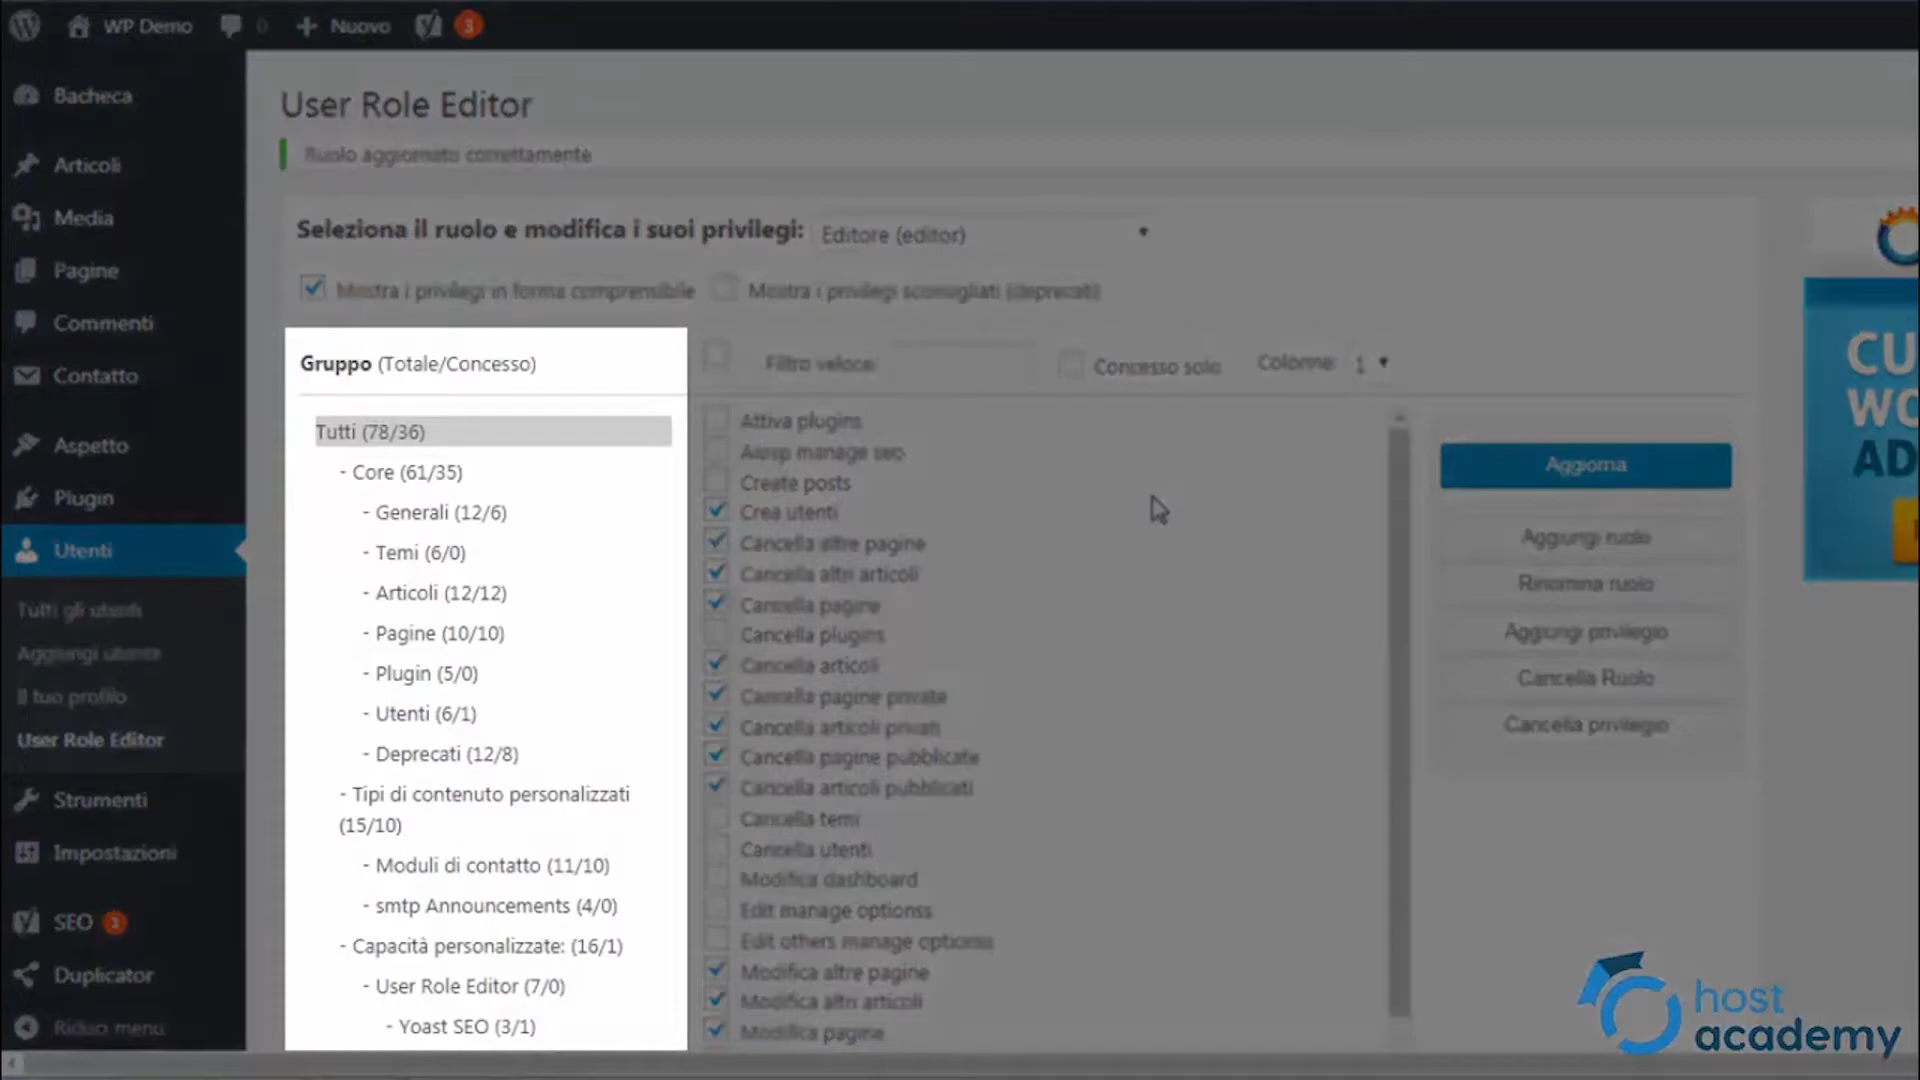 WP Demo 0 Nuovo 3
Bacheca
Articoli
Media
Pagine
Commenti
Contatto
Aspetto
Plugin
Utenti
Tutti gli utenti
Aggiungi utente
Il tuo profilo
User Role Editor
Strumenti
Impostazioni
SEO 3
Duplicator
Riduci menu
User Role Editor
Ruolo aggiornato correttamente
Seleziona il ruolo e modifica i suoi privilegi: Editore (editor)
Mostra i privilegi in forma comprensibile Mostra i privilegi sconsigliati (deprecati)
Gruppo (Totale/Concesso)
Tutti (78/36)
- Core (61/35)
- Generali (12/6)
- Temi (6/0)
- Articoli (12/12)
- Pagine (10/10)
- Plugin (5/0)
- Utenti (6/1)
- Deprecati (12/8)
- Tipi di contenuto personalizzati
(15/10)
- Moduli di contatto (11/10)
- smtp Announcements (4/0)
- Capacità personalizzate: (16/1)
- User Role Editor (7/0)
- Yoast SEO (3/1)
Filtro veloce: Concesso solo Colonne: 1
Attiva plugins
Aiosp manage seo
Create posts
Crea utenti
Cancella altre pagine
Cancella altri articoli
Cancella pagine
Cancella plugins
Cancella articoli
Cancella pagine private
Cancella articoli privati
Cancella pagine pubblicate
Cancella articoli pubblicati
Cancella temi
Cancella utenti
Modifica dashboard
Edit manage optionss
Edit others manage optionss
Modifica altre pagine
Modifica altri articoli
Modifica pagine
Aggiorna
Aggiungi ruolo
Rinomina ruolo
Aggiungi privilegio
Cancella Ruolo
Cancella privilegio
CU
WO
AD
host
academy